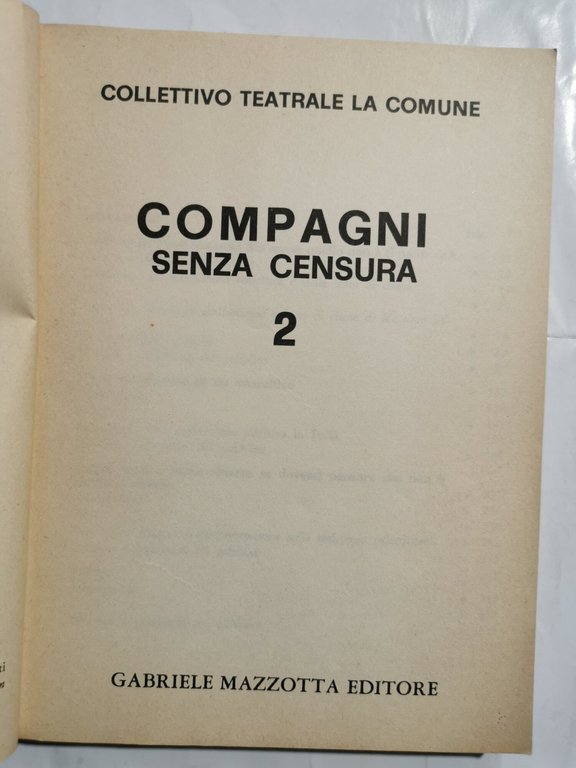 COLLETTIVO TEATRALE LA COMUNE
COMPAGNI
SENZA CENSURA
2
GABRIELE MAZZOTTA EDITORE